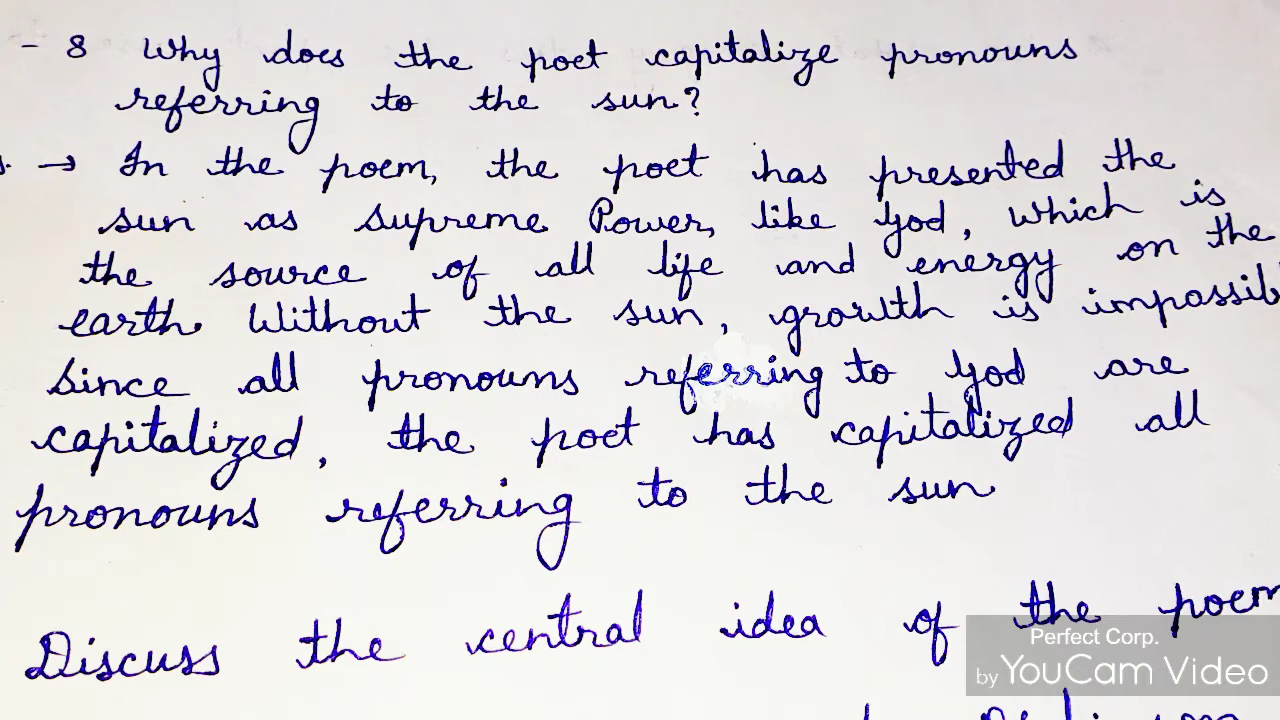 - 8 Why does the poet capitalize pronouns
referring to the sun?
s. → In the poem, the poet has presented the
sun as Supreme Power, like God, which is
the source of all life and energy on the
earth. Without the sun, growth is impassib
Since all pronouns referring to God are
capitalized, the poet has capitalized all
pronouns referring to the sun
Discuss the central idea of the poem
Perfect Corp.
by YouCam Video